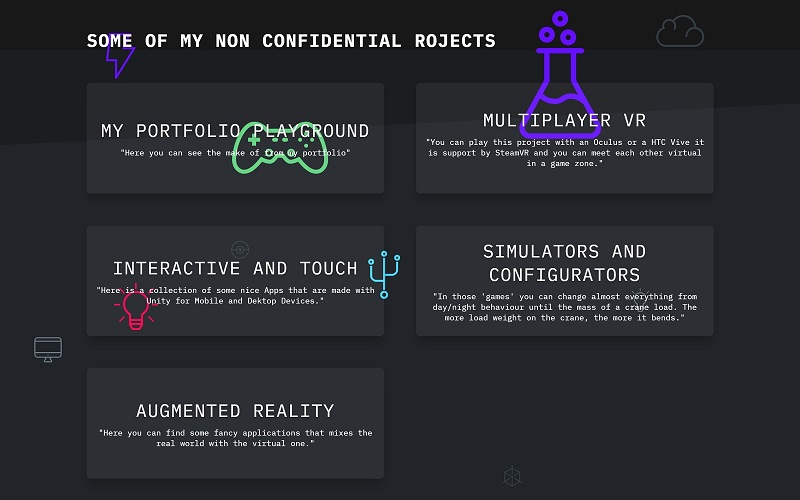 SOME OF MY NON CONFIDENTIAL ROJECTS
MY PORTFOLIO PLAYGROUND
"Here you can see the make of from my portfolio"
MULTIPLAYER VR
"You can play this project with an Oculus or a HTC Vive it
is support by SteamVR and you can meet each other virtual
in a game zone."
INTERACTIVE AND TOUCH
"Here is a collection of some nice Apps that are made with
Unity for Mobile and Dektop Devices."
SIMULATORS AND
CONFIGURATORS
"In those 'games' you can change almost everything from
day/night behaviour until the mass of a crane load. The
more load weight on the crane, the more it bends."
AUGMENTED REALITY
"Here you can find some fancy applications that mixes the
real world with the virtual one."